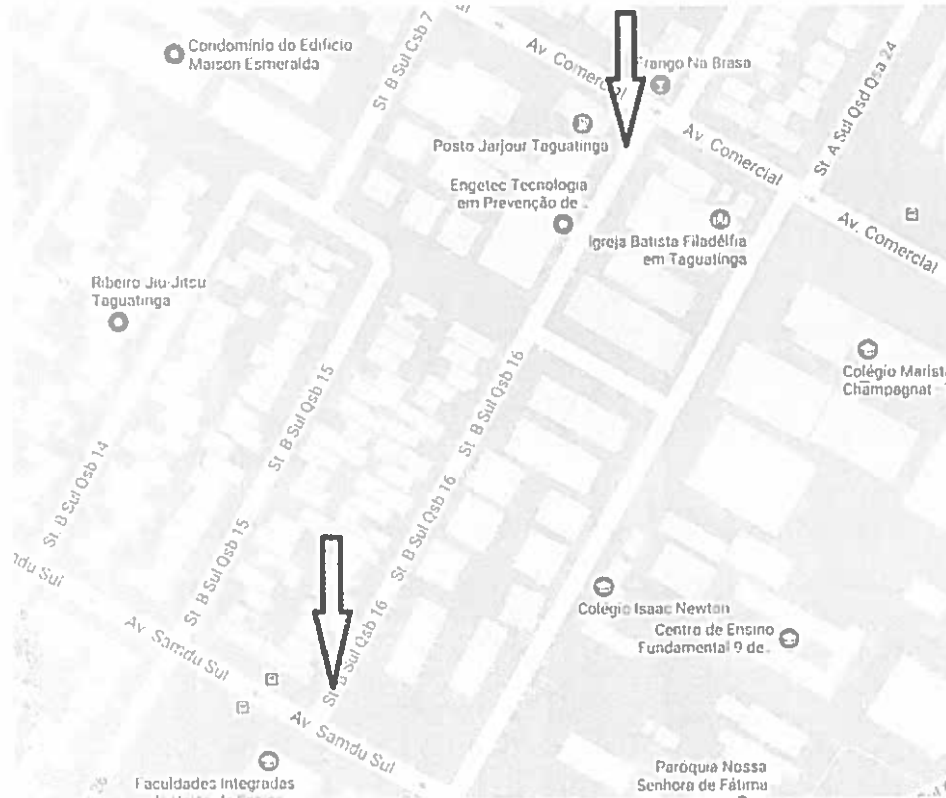 Condomínio do Edifício
Maison Esmeralda
St. B Sul Csb 7
Av. Comercial
Frango Na Brasa
Av. Comercial
St. A Sul Qsd Qsa 24
Posto Jarjour Taguatinga
Engetec Tecnologia
em Prevenção de ..
Igreja Batista Filadélfia
em Taguatinga
Av. Comercial
Ribeiro Jiu-Jitsu
Taguatinga
Colégio Marista
Champagnat
St. B Sul Qsb 14
St. B Sul Qsb 15
St. B Sul Qsb 16
St. B Sul Qsb 16
St. B Sul Qsb 15
St. B Sul Qsb 16
Samdu Sul
Av. Samdu Sul
Colégio Isaac Newton
Centro de Ensino
Fundamental 9 de..
Av. Samdu Sul
Faculdades Integradas
Paróquia Nossa
Senhora de Fátima